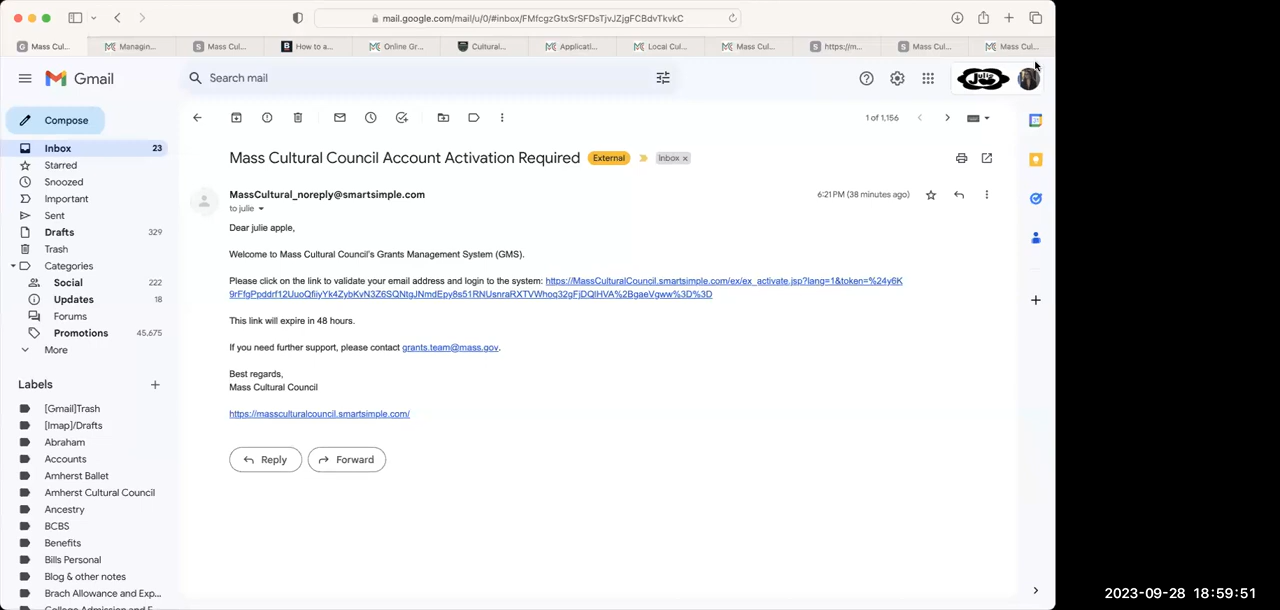 mail.google.com/mail/u/0/#inbox/FMfcgzGtxSrSFDsTjvJZjgFCBdvTkvkC
Mass Cul...
Managin...
Mass Cul...
How to a...
Online Gr...
Cultural...
Applicati...
Local Cul...
Mass Cul...
https://m...
Mass Cul...
Mass Cul...
Gmail
Search mail
Julie
Compose
1 of 1,156
Inbox 23
Starred
Snoozed
Important
Sent
Drafts 329
Trash
Categories
Social 222
Updates 18
Forums
Promotions 45,675
More
Labels
[Gmail]Trash
[Imap]/Drafts
Abraham
Accounts
Amherst Ballet
Amherst Cultural Council
Ancestry
BCBS
Benefits
Bills Personal
Blog & other notes
Brach Allowance and Exp...
Mass Cultural Council Account Activation Required External Inbox x
MassCultural_noreply@smartsimple.com 6:21 PM (38 minutes ago)
to julie
Dear julie apple,
Welcome to Mass Cultural Council's Grants Management System (GMS).
Please click on the link to validate your email address and login to the system: https://MassCulturalCouncil.smartsimple.com/ex/ex_activate.jsp?lang=1&token=%24y6K
This link will expire in 48 hours.
If you need further support, please contact grants.team@mass.gov.
Best regards,
Mass Cultural Council
https://massculturalcouncil.smartsimple.com/
Reply Forward
2023-09-28 18:59:51